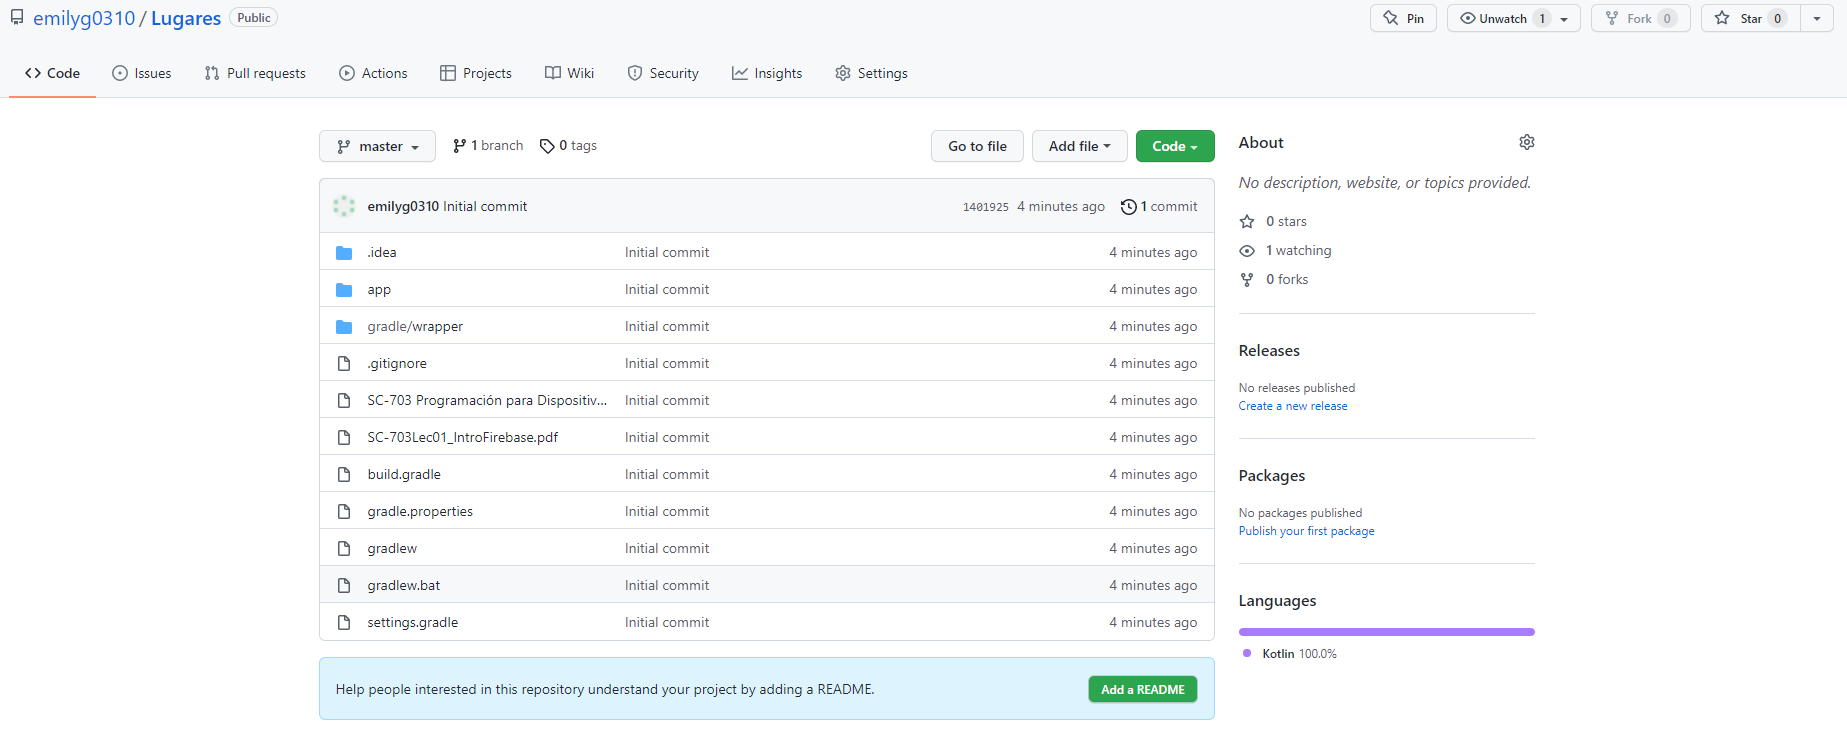 emilyg0310 / Lugares Public
Pin
Unwatch 1
Fork 0
Star 0
Code
Issues
Pull requests
Actions
Projects
Wiki
Security
Insights
Settings
master
1 branch
0 tags
Go to file
Add file
Code
emilyg0310 Initial commit 1401925 4 minutes ago 1 commit
.idea Initial commit 4 minutes ago
app Initial commit 4 minutes ago
gradle/wrapper Initial commit 4 minutes ago
.gitignore Initial commit 4 minutes ago
SC-703 Programación para Dispositiv... Initial commit 4 minutes ago
SC-703Lec01_IntroFirebase.pdf Initial commit 4 minutes ago
build.gradle Initial commit 4 minutes ago
gradle.properties Initial commit 4 minutes ago
gradlew Initial commit 4 minutes ago
gradlew.bat Initial commit 4 minutes ago
settings.gradle Initial commit 4 minutes ago
Help people interested in this repository understand your project by adding a README.
Add a README
About
No description, website, or topics provided.
0 stars
1 watching
0 forks
Releases
No releases published
Create a new release
Packages
No packages published
Publish your first package
Languages
Kotlin 100.0%